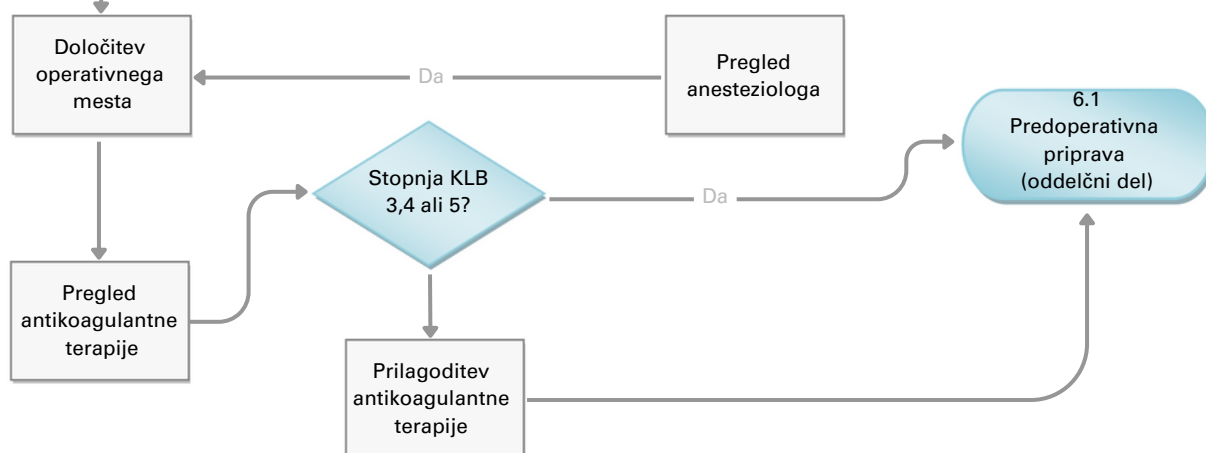 Določitev
operativnega
mesta
Da
Pregled
anesteziologa
6.1
Predoperativna
priprava
(oddelčni del)
Stopnja KLB
3,4 ali 5?
Da
Pregled
antikoagulantne
terapije
Prilagoditev
antikoagulantne
terapije